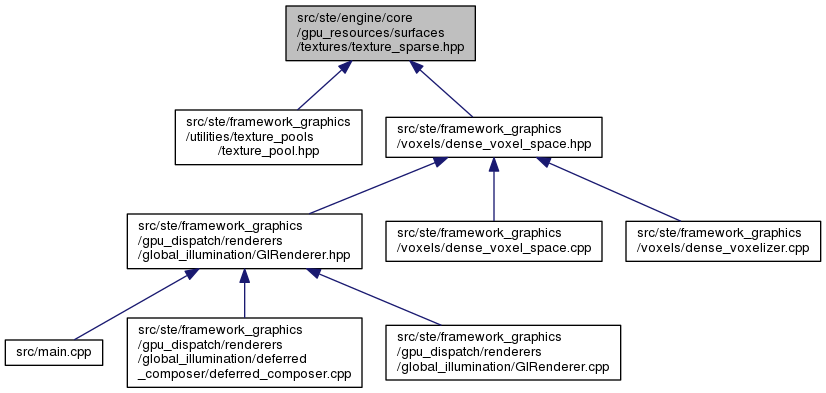 src/ste/engine/core
/gpu_resources/surfaces
/textures/texture_sparse.hpp
src/ste/framework_graphics
/utilities/texture_pools
/texture_pool.hpp
src/ste/framework_graphics
/voxels/dense_voxel_space.hpp
src/ste/framework_graphics
/gpu_dispatch/renderers
/global_illumination/GIRenderer.hpp
src/ste/framework_graphics
/voxels/dense_voxel_space.cpp
src/ste/framework_graphics
/voxels/dense_voxelizer.cpp
src/main.cpp
src/ste/framework_graphics
/gpu_dispatch/renderers
/global_illumination/deferred
_composer/deferred_composer.cpp
src/ste/framework_graphics
/gpu_dispatch/renderers
/global_illumination/GIRenderer.cpp